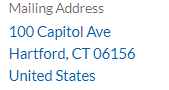 Mailing Address
100 Capitol Ave
Hartford, CT 06156
United States